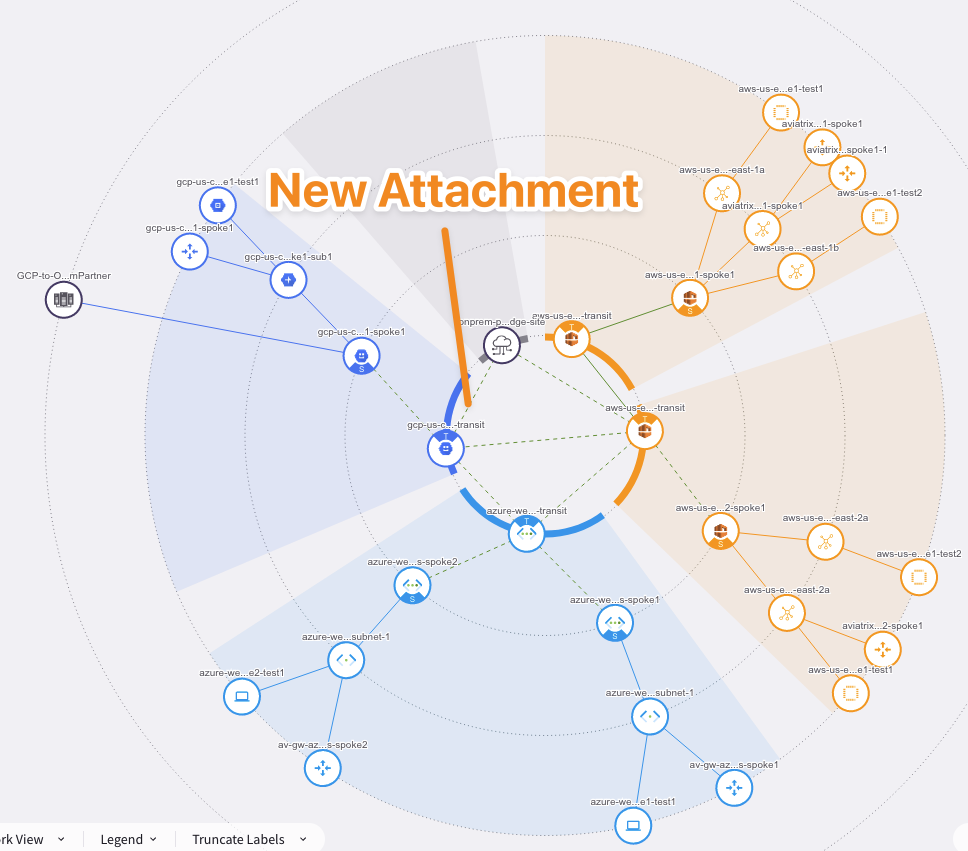 aws-us-e...e1-test1
aviatrix...1-spoke1
aviatrix...spoke1-1
aws-us-e...-east-1a
gcp-us-c...e1-test1
New Attachment
aws-us-e...e1-test2
aviatrix...1-spoke1
gcp-us-c...1-spoke1
aws-us-e...-east-1b
gcp-us-c...ke1-sub1
GCP-to-O...mPartner
aws-us-e...1-spoke1
S
aws-us-e...-transit
onprem-p...dge-site
T
gcp-us-c...1-spoke1
S
aws-us-e...-transit
T
gcp-us-c...-transit
T
aws-us-e...2-spoke1
S
azure-we...-transit
T
aws-us-e...-east-2a
aws-us-e...e1-test2
azure-we...s-spoke2
S
aws-us-e...-east-2a
azure-we...s-spoke1
S
aviatrix...2-spoke1
azure-we...subnet-1
aws-us-e...e1-test1
azure-we...e2-test1
azure-we...subnet-1
av-gw-az...s-spoke2
av-gw-az...s-spoke1
azure-we...e1-test1
rk View
Legend
Truncate Labels